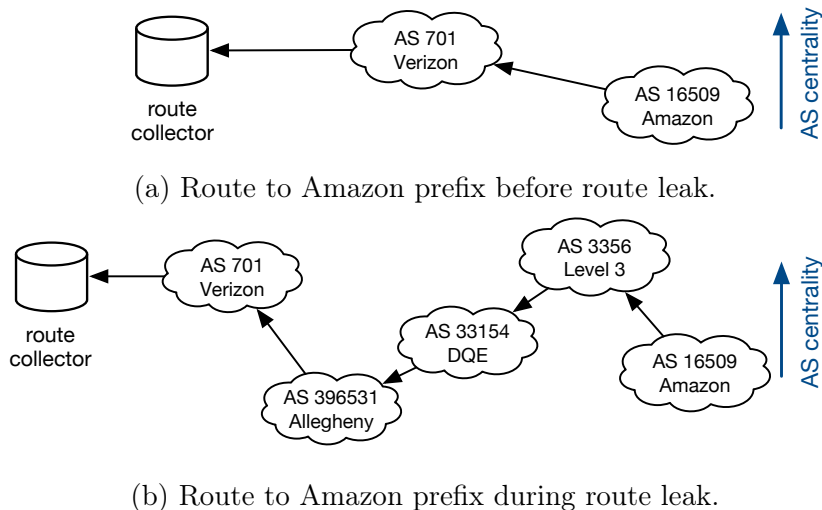 AS 701
Verizon
AS 16509
Amazon
route
collector
AS centrality
(a) Route to Amazon prefix before route leak.
AS 3356
Level 3
AS 701
Verizon
AS 33154
DQE
route
collector
AS 16509
Amazon
AS 396531
Allegheny
AS centrality
(b) Route to Amazon prefix during route leak.